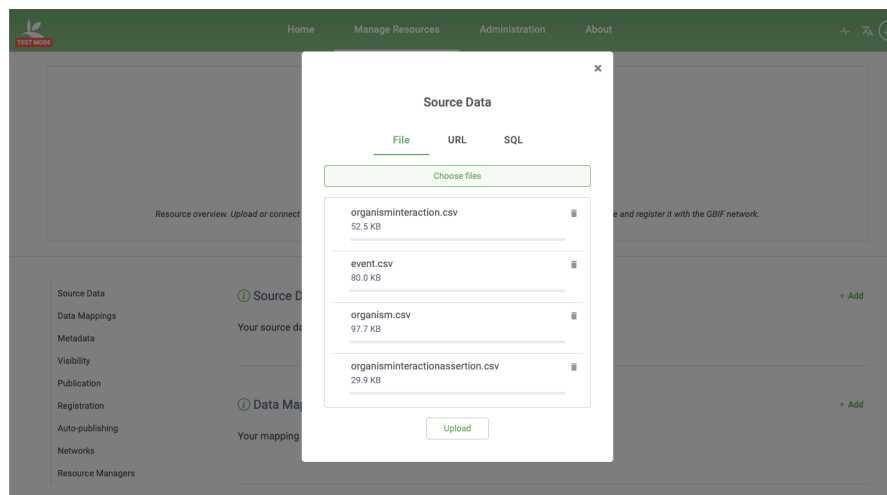 TEST MODE
Home Manage Resources Administration About
×
Source Data
File URL SQL
Choose files
organisminteraction.csv
52.5 KB
event.csv
80.0 KB
organism.csv
97.7 KB
organisminteractionassertion.csv
29.9 KB
Upload
Resource overview. Upload or connect
e and register it with the GBIF network.
Source Data
Data Mappings
Metadata
Visibility
Publication
Registration
Auto-publishing
Networks
Resource Managers
Source D
+ Add
Your source da
Data Map
+ Add
Your mapping